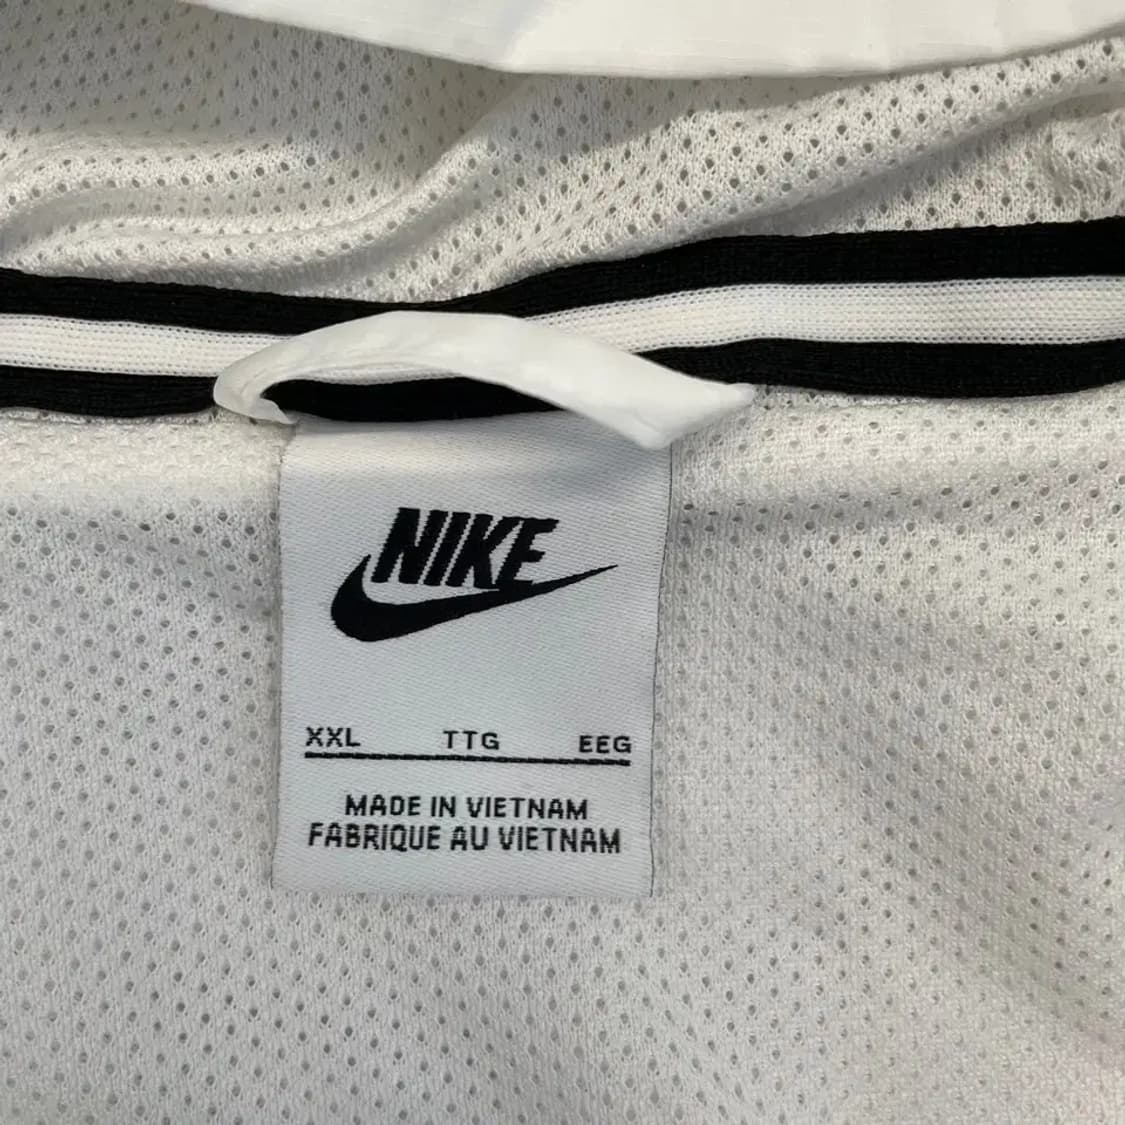 NIKE
XXL TTG EEG
MADE IN VIETNAM
FABRIQUE AU VIETNAM